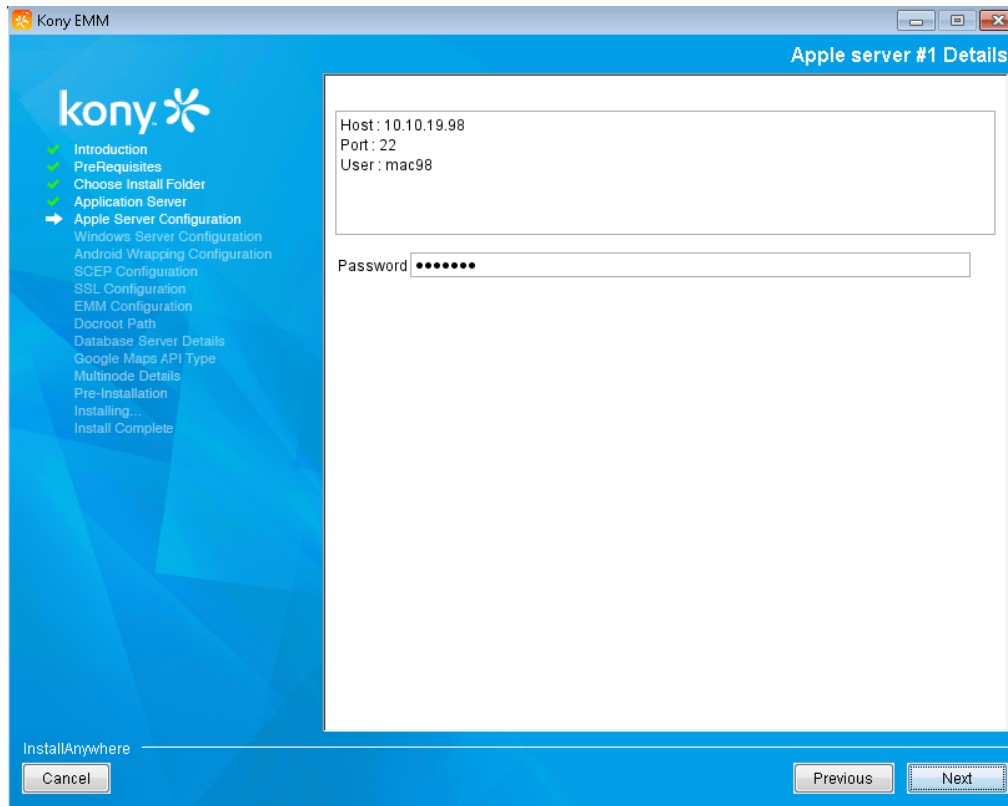 Kony EMM
Apple server #1 Details
kony
Introduction
PreRequisites
Choose Install Folder
Application Server
Apple Server Configuration
Windows Server Configuration
Android Wrapping Configuration
SCEP Configuration
SSL Configuration
EMM Configuration
Docroot Path
Database Server Details
Google Maps API Type
Multinode Details
Pre-Installation
Installing...
Install Complete
Host : 10.10.19.98
Port : 22
User : mac98
Password •••••••
InstallAnywhere
Cancel
Previous
Next